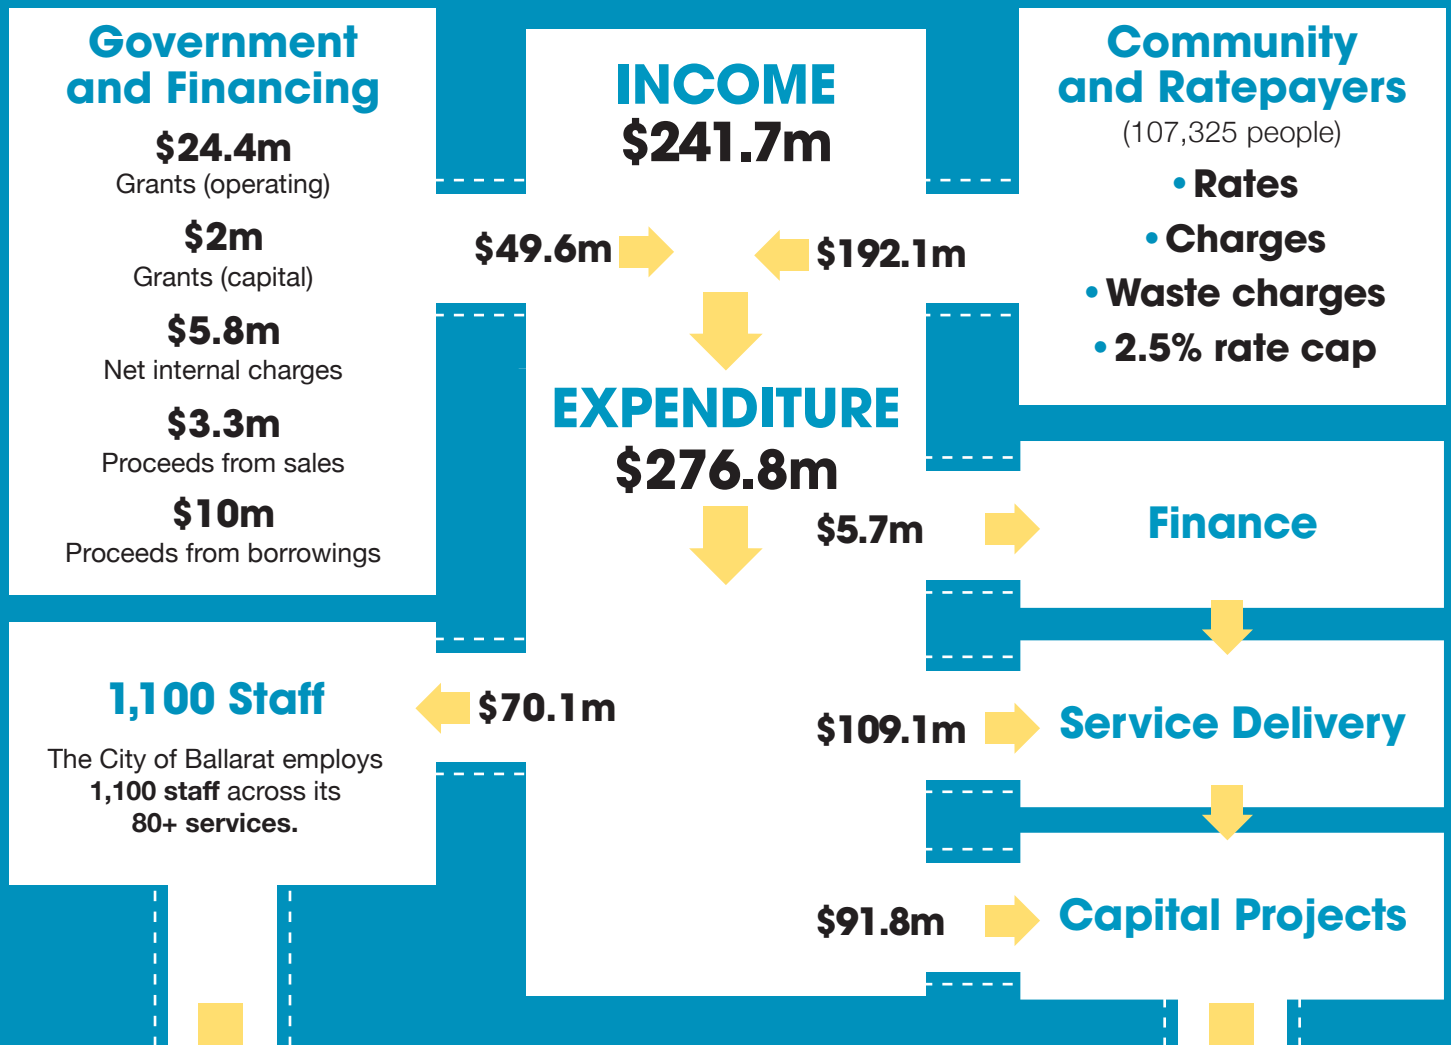 Government
and Financing
$24.4m
Grants (operating)
$2m
Grants (capital)
$5.8m
Net internal charges
$3.3m
Proceeds from sales
$10m
Proceeds from borrowings
INCOME
$241.7m
$49.6m
$192.1m
Community
and Ratepayers
(107,325 people)
• Rates
• Charges
• Waste charges
• 2.5% rate cap
EXPENDITURE
$276.8m
$5.7m
Finance
1,100 Staff
The City of Ballarat employs
1,100 staff across its
80+ services.
$70.1m
$109.1m
Service Delivery
$91.8m
Capital Projects